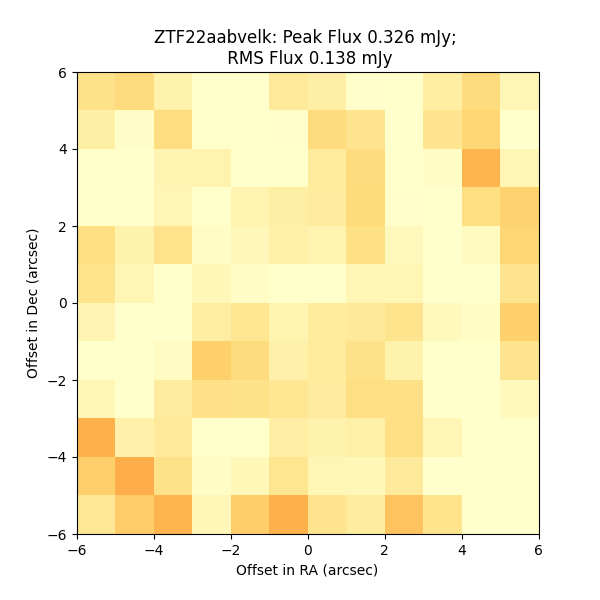 ZTF22aabvelk: Peak Flux 0.326 mJy;
RMS Flux 0.138 mJy
6
4
2
0
−2
−4
−6
Offset in Dec (arcsec)
−6 −4 −2 0 2 4 6
Offset in RA (arcsec)